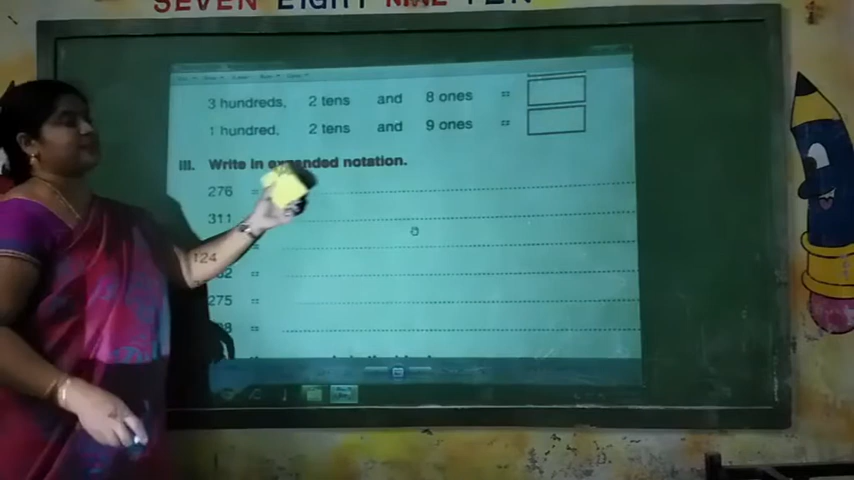 SEVEN EIGHT NINE TEN
3 hundreds, 2 tens and 8 ones =
1 hundred, 2 tens and 9 ones =
III. Write in expanded notation.
276 =
311
124 =
=
275 =
=